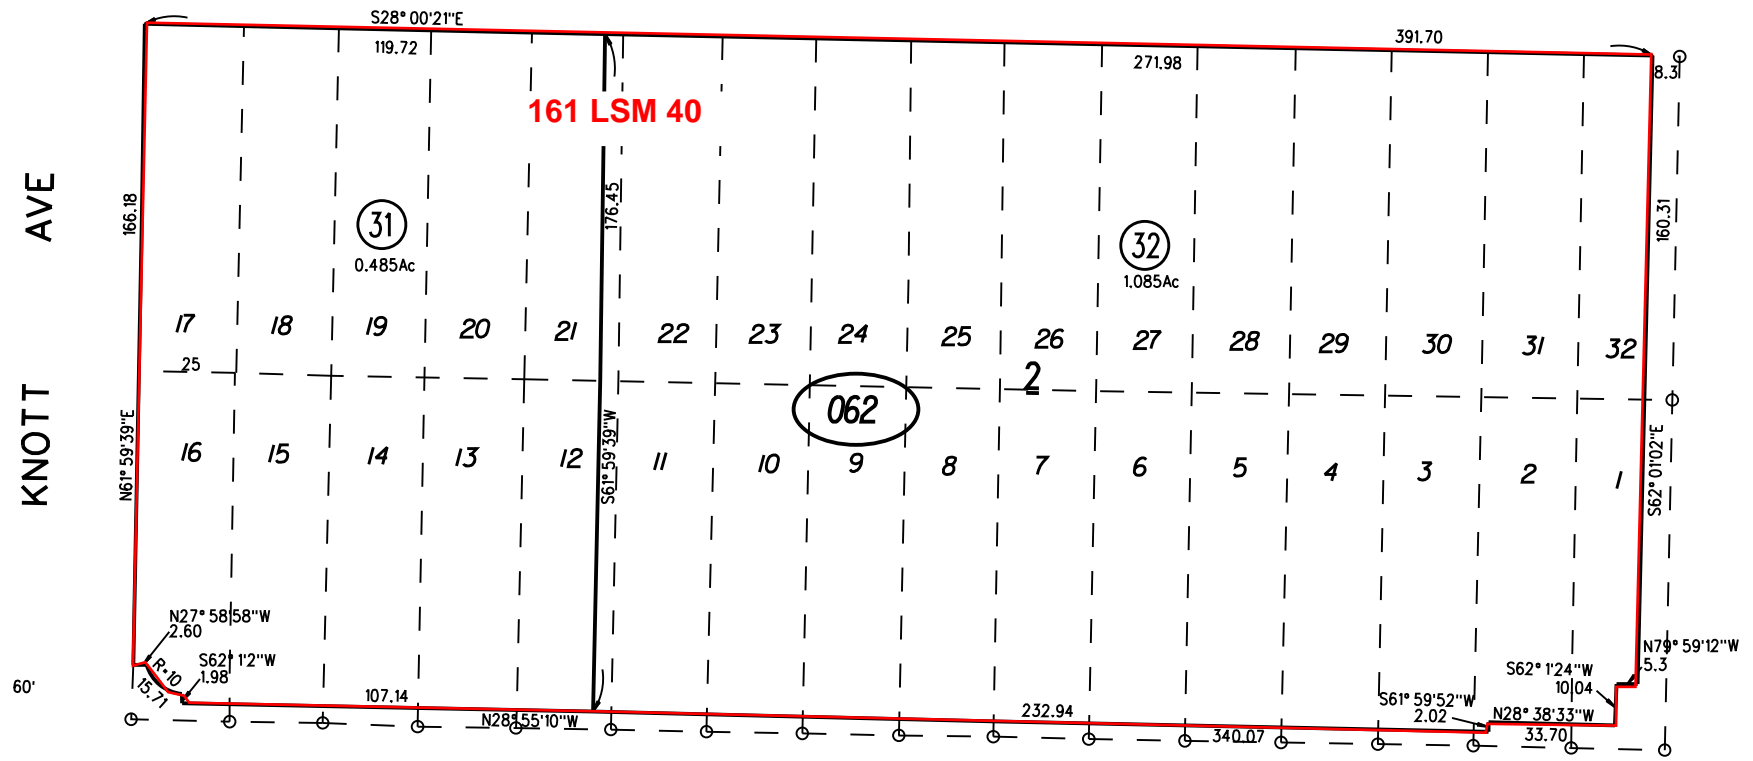 S28° 00'21"E
119.72
391.70
271.98
8.3
161 LSM 40
AVE
166.18
176.45
160.31
31
0.485Ac
32
1.085Ac
17 18 19 20 21 22 23 24 25 26 27 28 29 30 31 32
25
2
062
KNOTT
N61° 59'39"E
S61° 59'39"W
S62° 01'02"E
16 15 14 13 12 11 10 9 8 7 6 5 4 3 2 1
N27° 58'58"W
2.60
S62° 1'2"W
1.98
R=10
15.71
60'
107.14
N28° 55'10"W
232.94
340.07
S61° 59'52"W
2.02
N28° 38'33"W
33.70
S62° 1'24"W
10.04
N79° 59'12"W
5.3